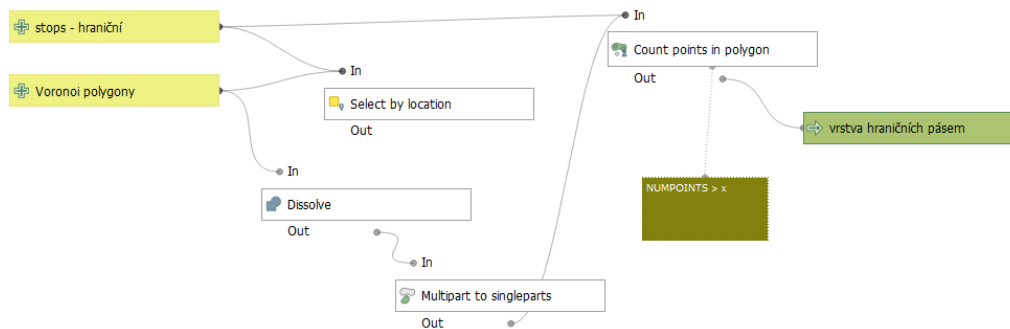 stops - hraniční
In
Count points in polygon
Out
Voronoi polygony
In
Select by location
Out
vrstva hraničních pásem
In
Dissolve
Out
NUMPOINTS > x
In
Multipart to singleparts
Out